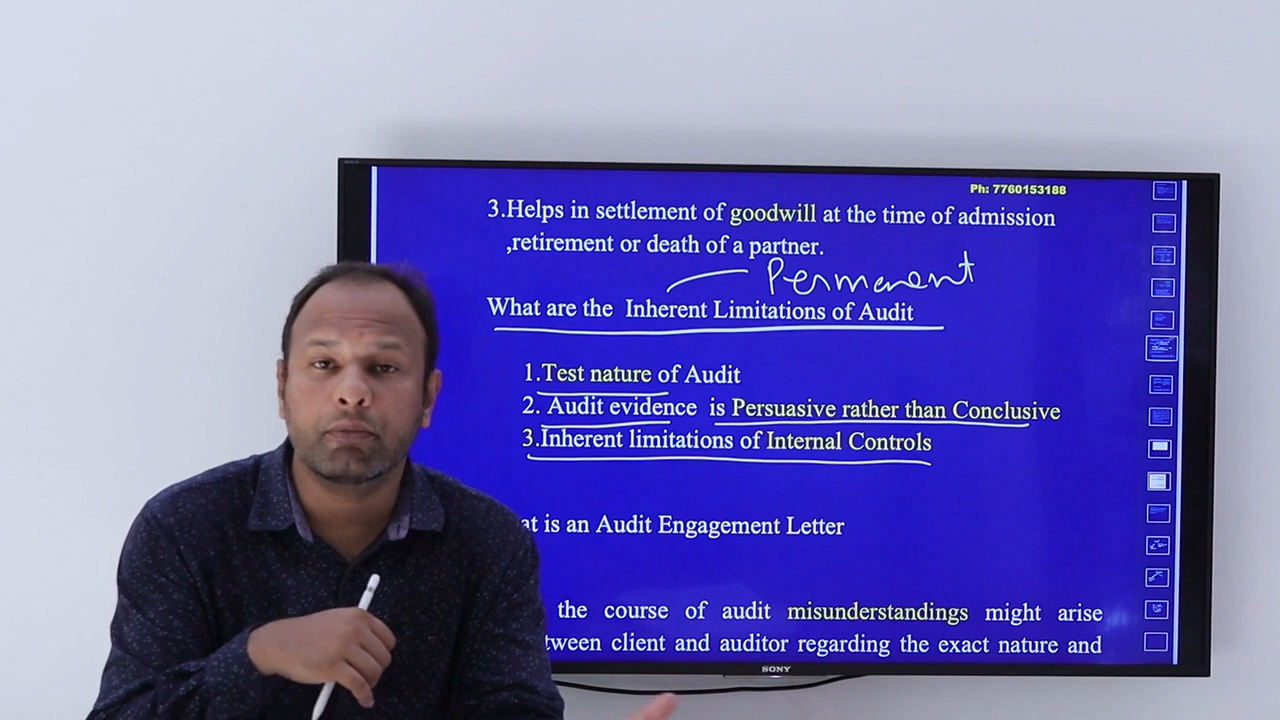 Ph: 7760153188
3.Helps in settlement of goodwill at the time of admission
,retirement or death of a partner.
Permanent
What are the Inherent Limitations of Audit
1.Test nature of Audit
2. Audit evidence is Persuasive rather than Conclusive
3.Inherent limitations of Internal Controls
at is an Audit Engagement Letter
the course of audit misunderstandings might arise
tween client and auditor regarding the exact nature and
SONY